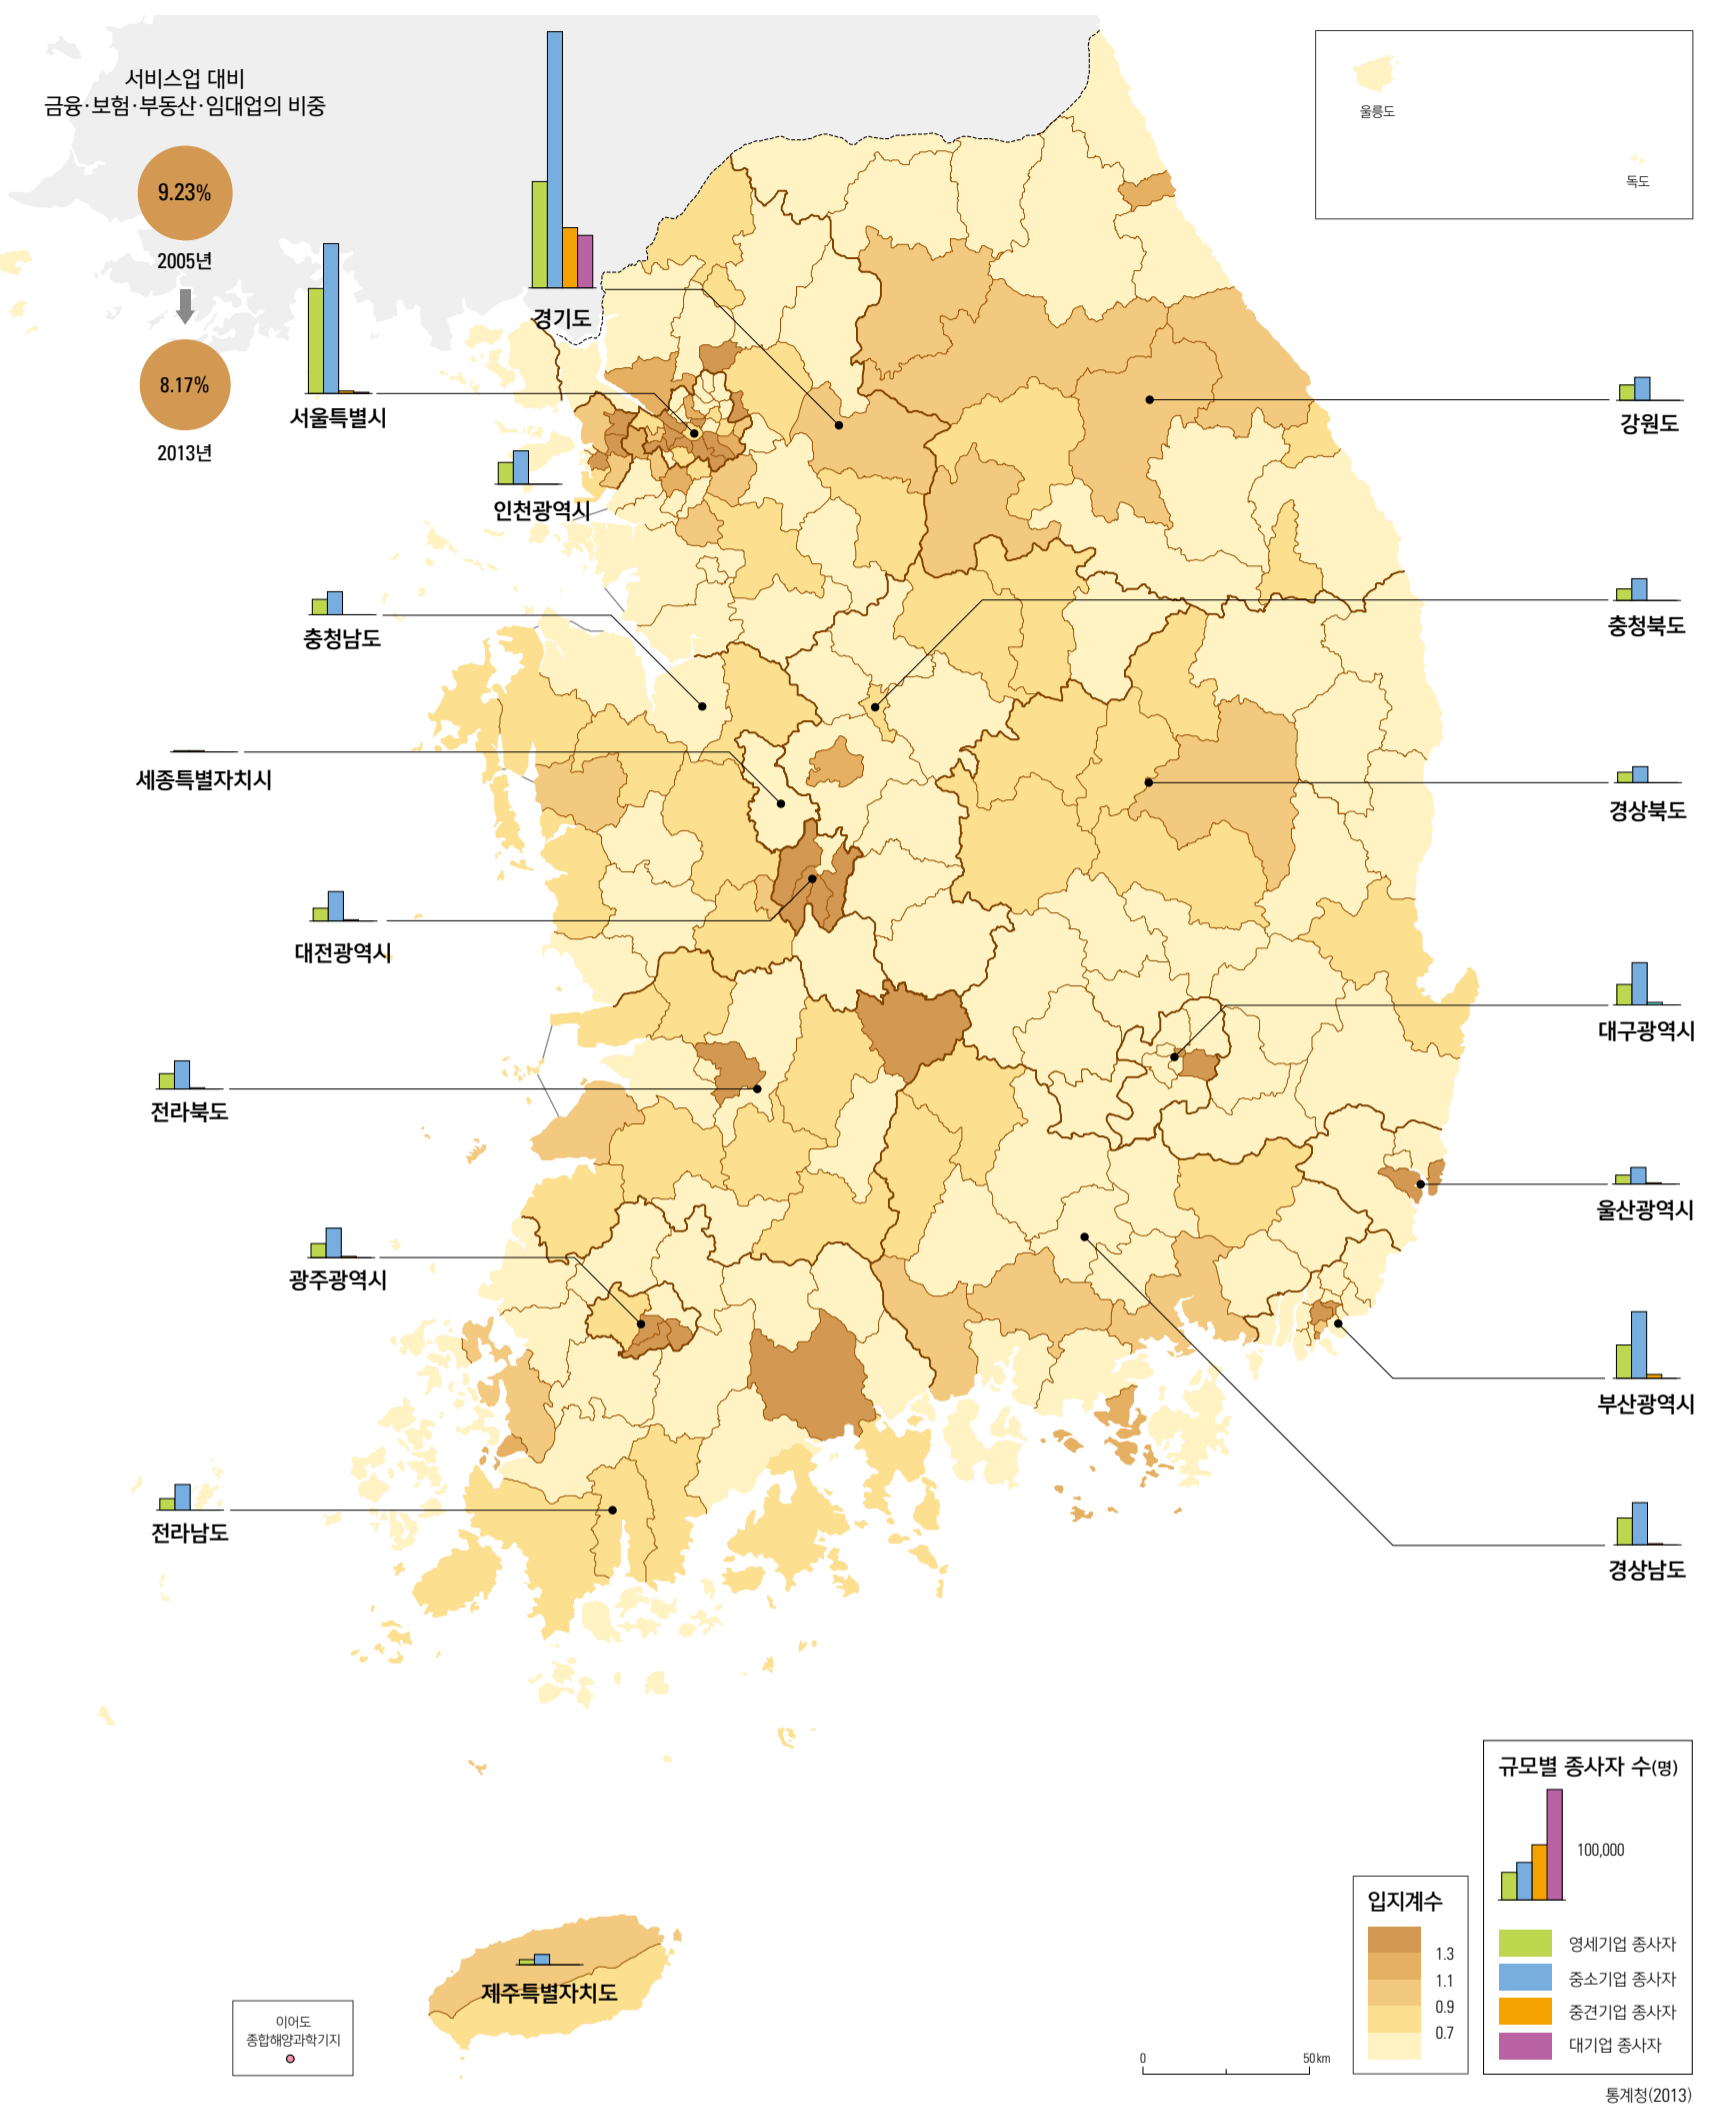 서비스업 대비
금융·보험·부동산·임대업의 비중
9.23%
2005년
8.17%
2013년
울릉도
독도
경기도
서울특별시
인천광역시
강원도
충청남도
충청북도
세종특별자치시
경상북도
대전광역시
대구광역시
전라북도
울산광역시
광주광역시
부산광역시
전라남도
경상남도
제주특별자치도
이어도
종합해양과학기지
0 50 km
입지계수
1.3
1.1
0.9
0.7
규모별 종사자 수(명)
100,000
영세기업 종사자
중소기업 종사자
중견기업 종사자
대기업 종사자
통계청(2013)